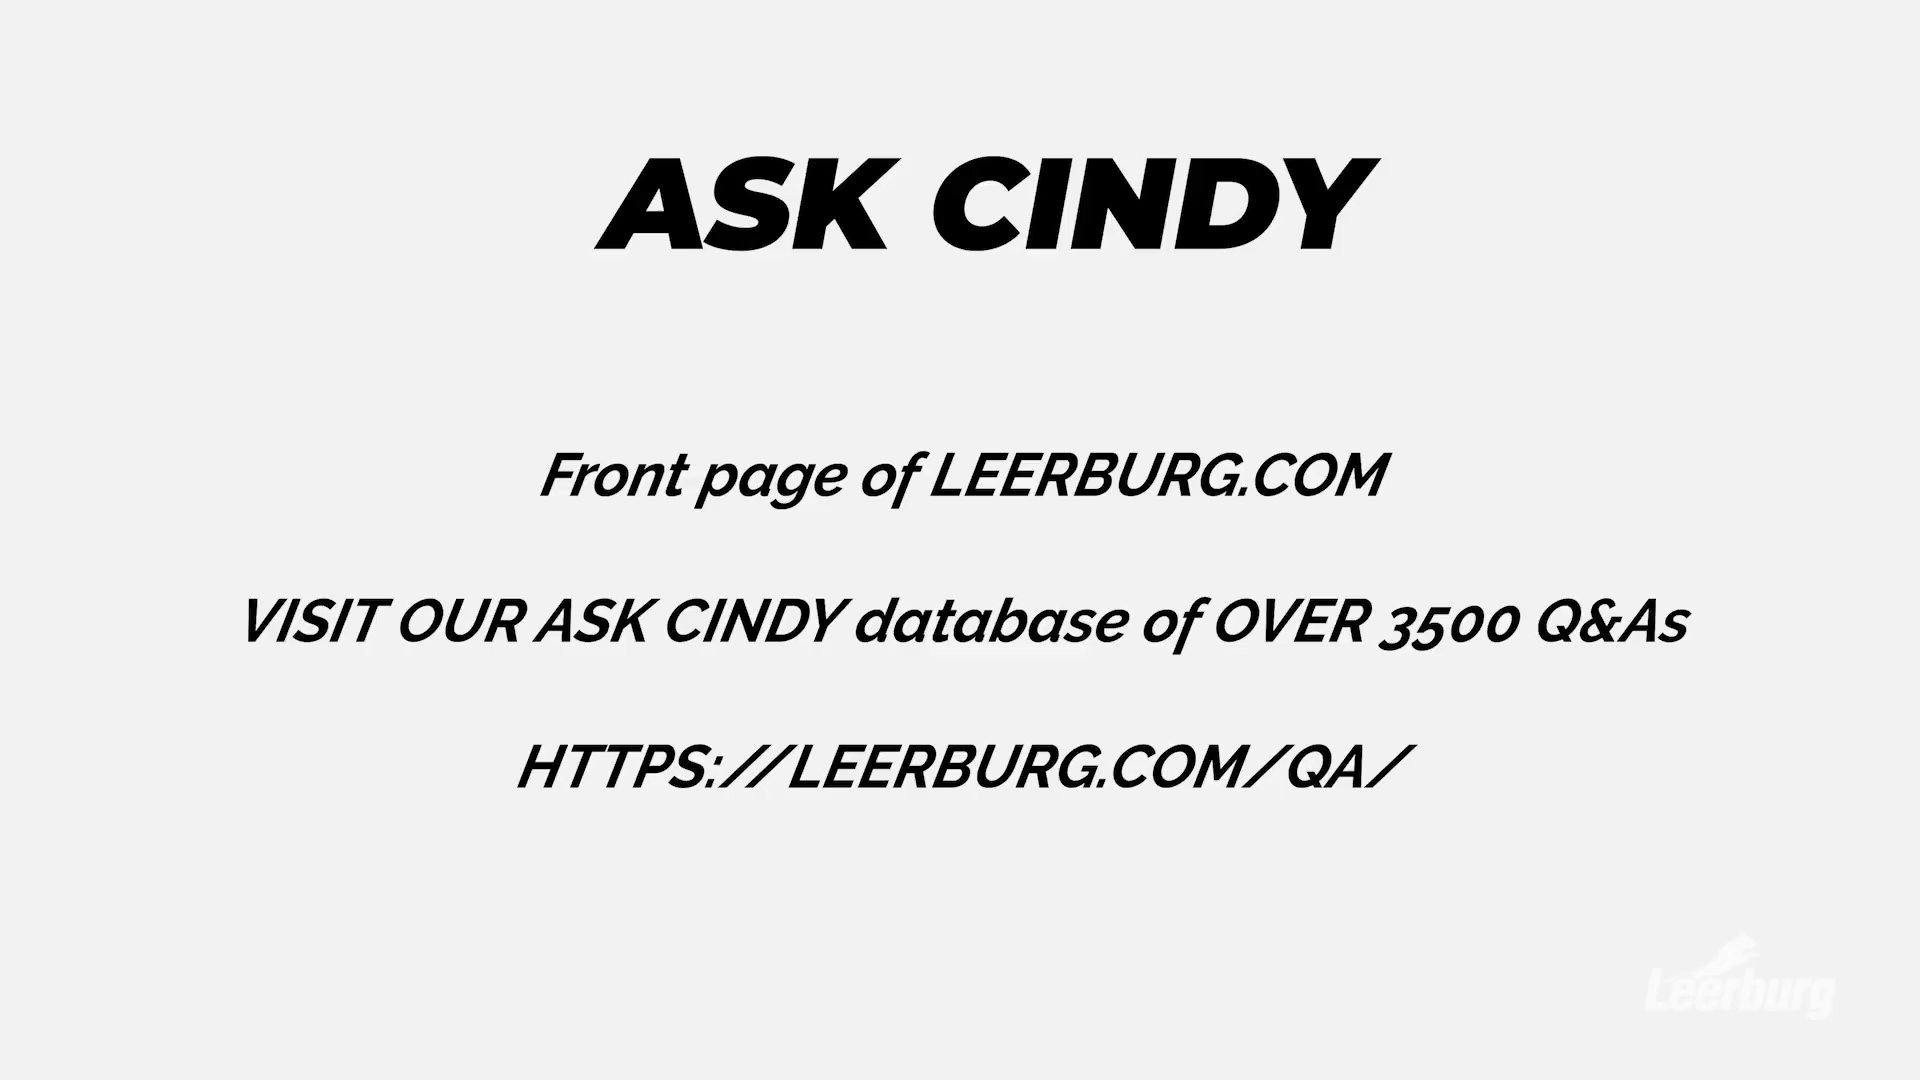 ASK CINDY
Front page of LEERBURG.COM
VISIT OUR ASK CINDY database of OVER 3500 Q&As
HTTPS://LEERBURG.COM/QA/
Leerburg